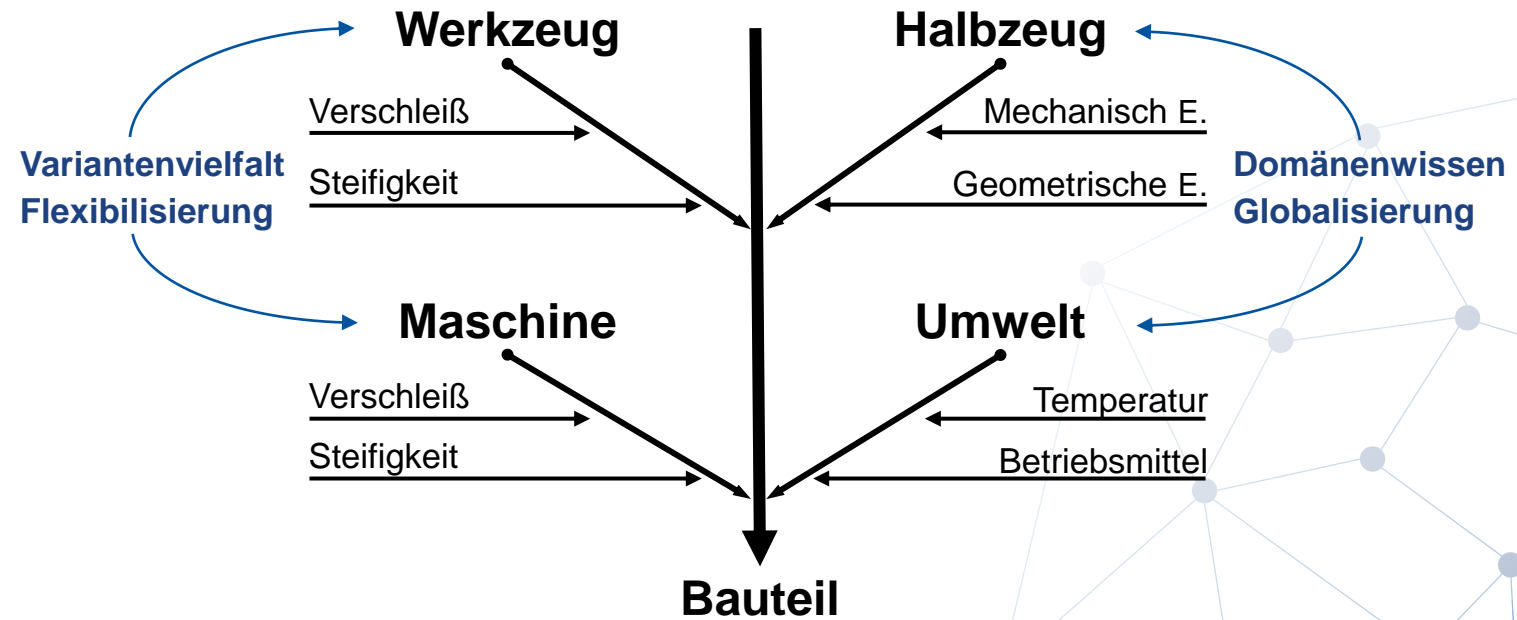 Werkzeug
Halbzeug
Verschleiß
Mechanisch E.
Variantenvielfalt
Flexibilisierung
Steifigkeit
Geometrische E.
Domänenwissen
Globalisierung
Maschine
Umwelt
Verschleiß
Temperatur
Steifigkeit
Betriebsmittel
Bauteil